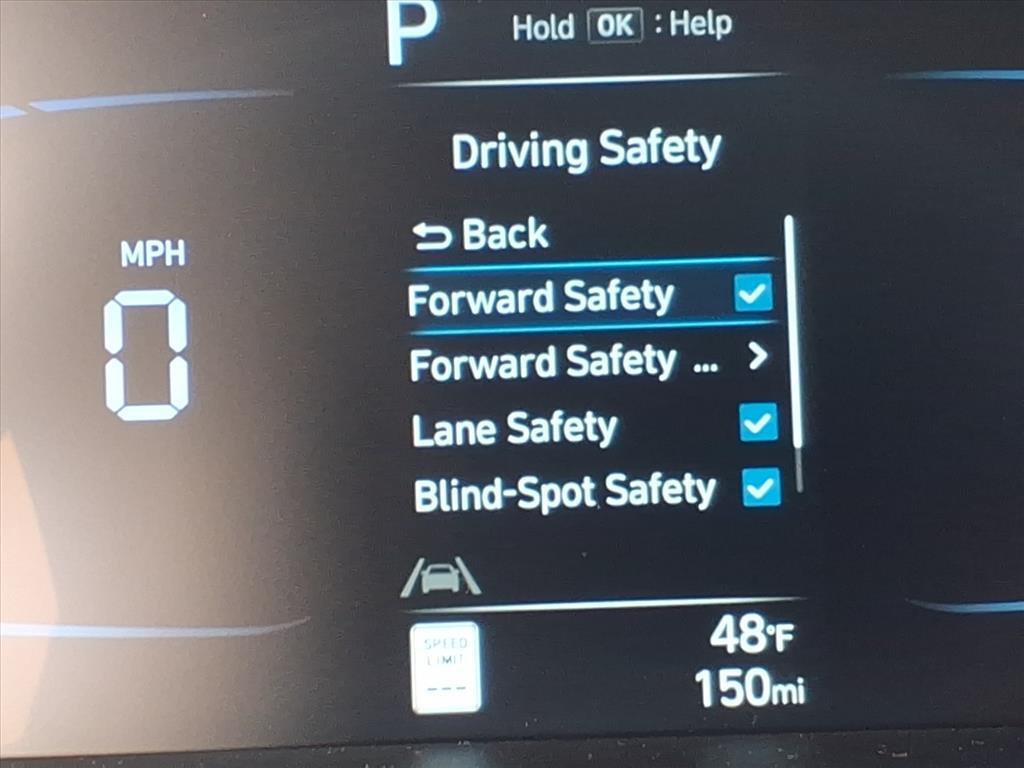 P
Hold OK : Help
Driving Safety
Back
MPH
0
Forward Safety
Forward Safety ...
Lane Safety
Blind-Spot Safety
SPEED
LIMIT
---
48°F
150mi